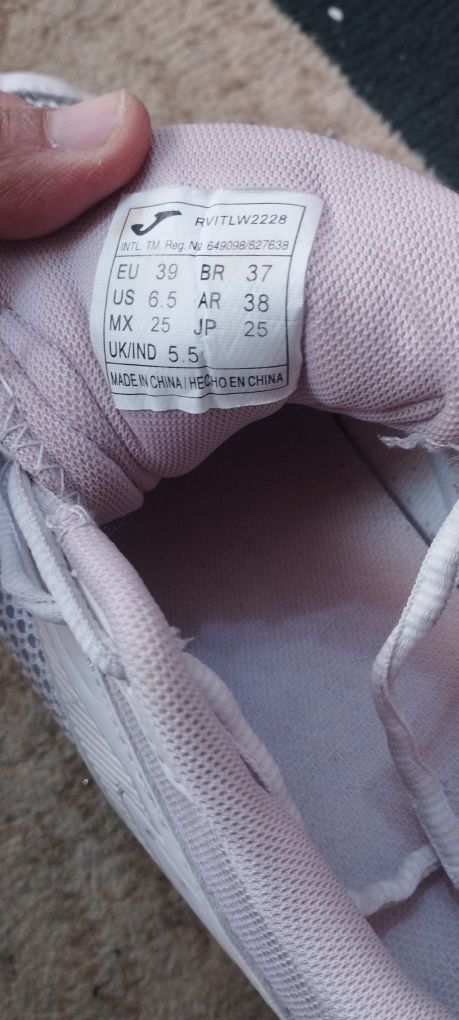 RVITLW2228
INTL. TM. Reg. Nº 649098/627638
EU 39 BR 37
US 6.5 AR 38
MX 25 JP 25
UK/IND 5.5
MADE IN CHINA / HECHO EN CHINA